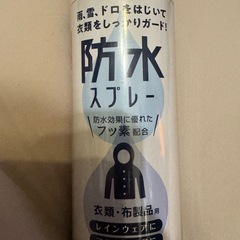 雨、雪、ドロをはじいて
衣類をしっかりガード!
防水
スプレー
防水効果に優れた
フッ素配合
衣類・布製品用
レインウェアに